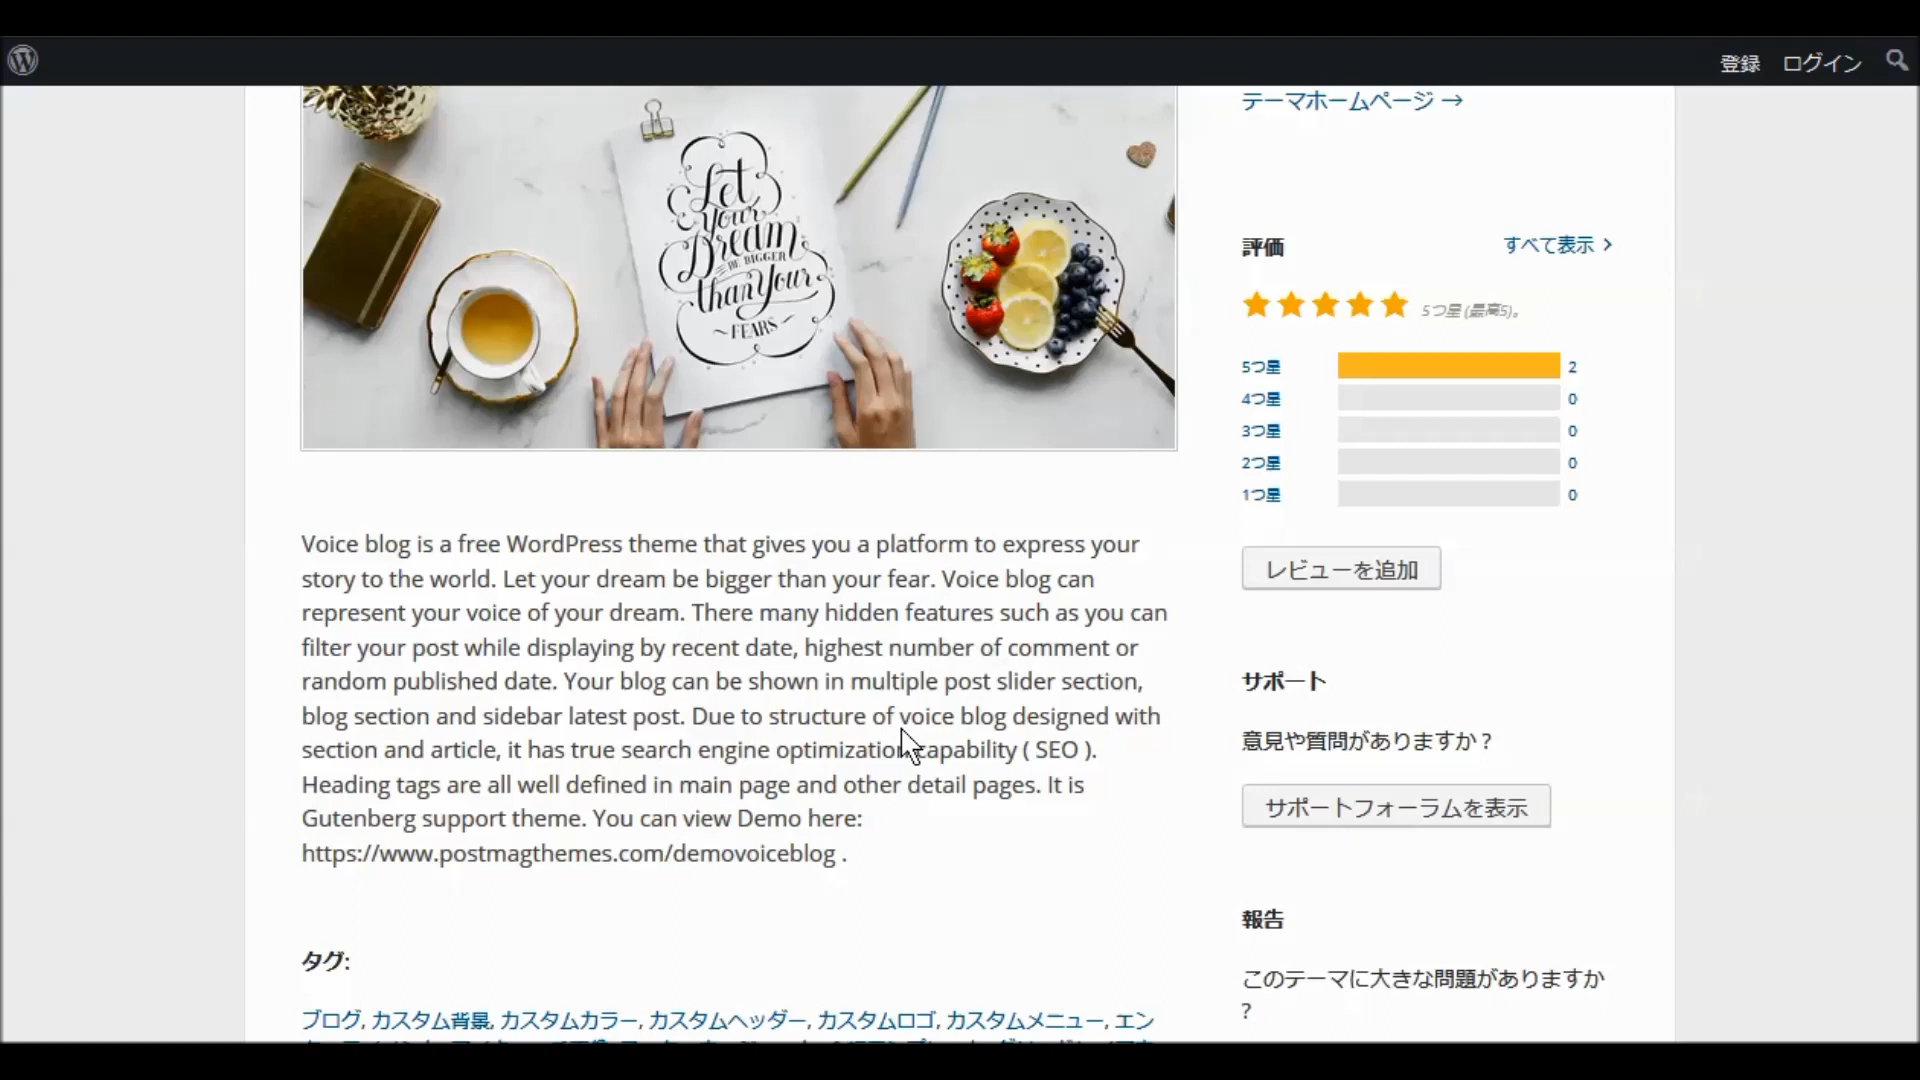 登録 ログイン
テーマホームページ →
Let
your
Dream
BE BIGGER
than Your
~FEARS~
評価 すべて表示 >
5つ星 (最高5)。
5つ星 2
4つ星 0
3つ星 0
2つ星 0
1つ星 0
レビューを追加
Voice blog is a free WordPress theme that gives you a platform to express your
story to the world. Let your dream be bigger than your fear. Voice blog can
represent your voice of your dream. There many hidden features such as you can
filter your post while displaying by recent date, highest number of comment or
random published date. Your blog can be shown in multiple post slider section,
blog section and sidebar latest post. Due to structure of voice blog designed with
section and article, it has true search engine optimization capability ( SEO ).
Heading tags are all well defined in main page and other detail pages. It is
Gutenberg support theme. You can view Demo here:
https://www.postmagthemes.com/demovoiceblog .
サポート
意見や質問がありますか ?
サポートフォーラムを表示
報告
このテーマに大きな問題がありますか
?
タグ:
ブログ, カスタム背景, カスタムカラー, カスタムヘッダー, カスタムロゴ, カスタムメニュー, エン